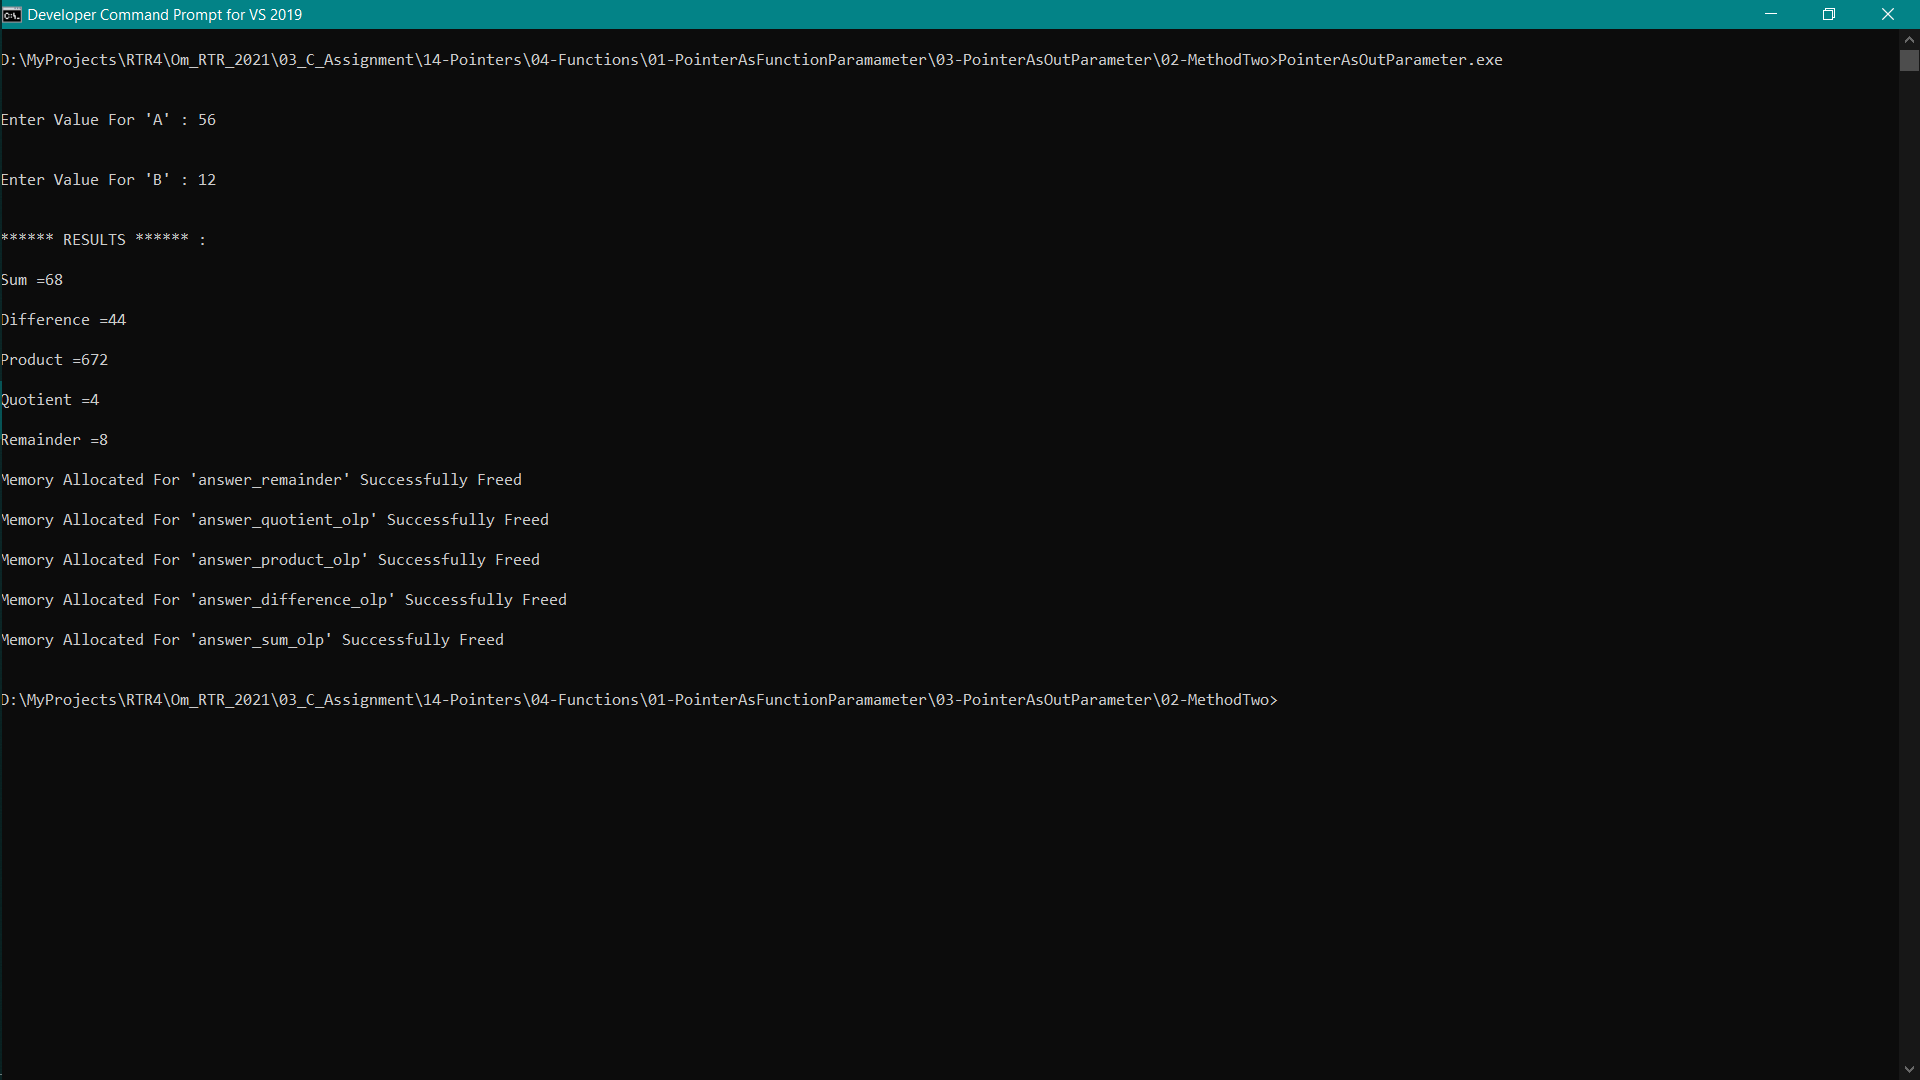 Developer Command Prompt for VS 2019
D:\MyProjects\RTR4\Om_RTR_2021\03_C_Assignment\14-Pointers\04-Functions\01-PointerAsFunctionParamameter\03-PointerAsOutParameter\02-MethodTwo>PointerAsOutParameter.exe
Enter Value For 'A' : 56
Enter Value For 'B' : 12
****** RESULTS ****** :
Sum =68
Difference =44
Product =672
Quotient =4
Remainder =8
Memory Allocated For 'answer_remainder' Successfully Freed
Memory Allocated For 'answer_quotient_olp' Successfully Freed
Memory Allocated For 'answer_product_olp' Successfully Freed
Memory Allocated For 'answer_difference_olp' Successfully Freed
Memory Allocated For 'answer_sum_olp' Successfully Freed
D:\MyProjects\RTR4\Om_RTR_2021\03_C_Assignment\14-Pointers\04-Functions\01-PointerAsFunctionParamameter\03-PointerAsOutParameter\02-MethodTwo>